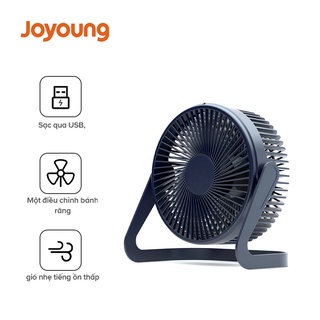 Joyoung
Sạc qua USB,
Một điều chỉnh bánh
răng
gió nhẹ tiếng ồn thấp